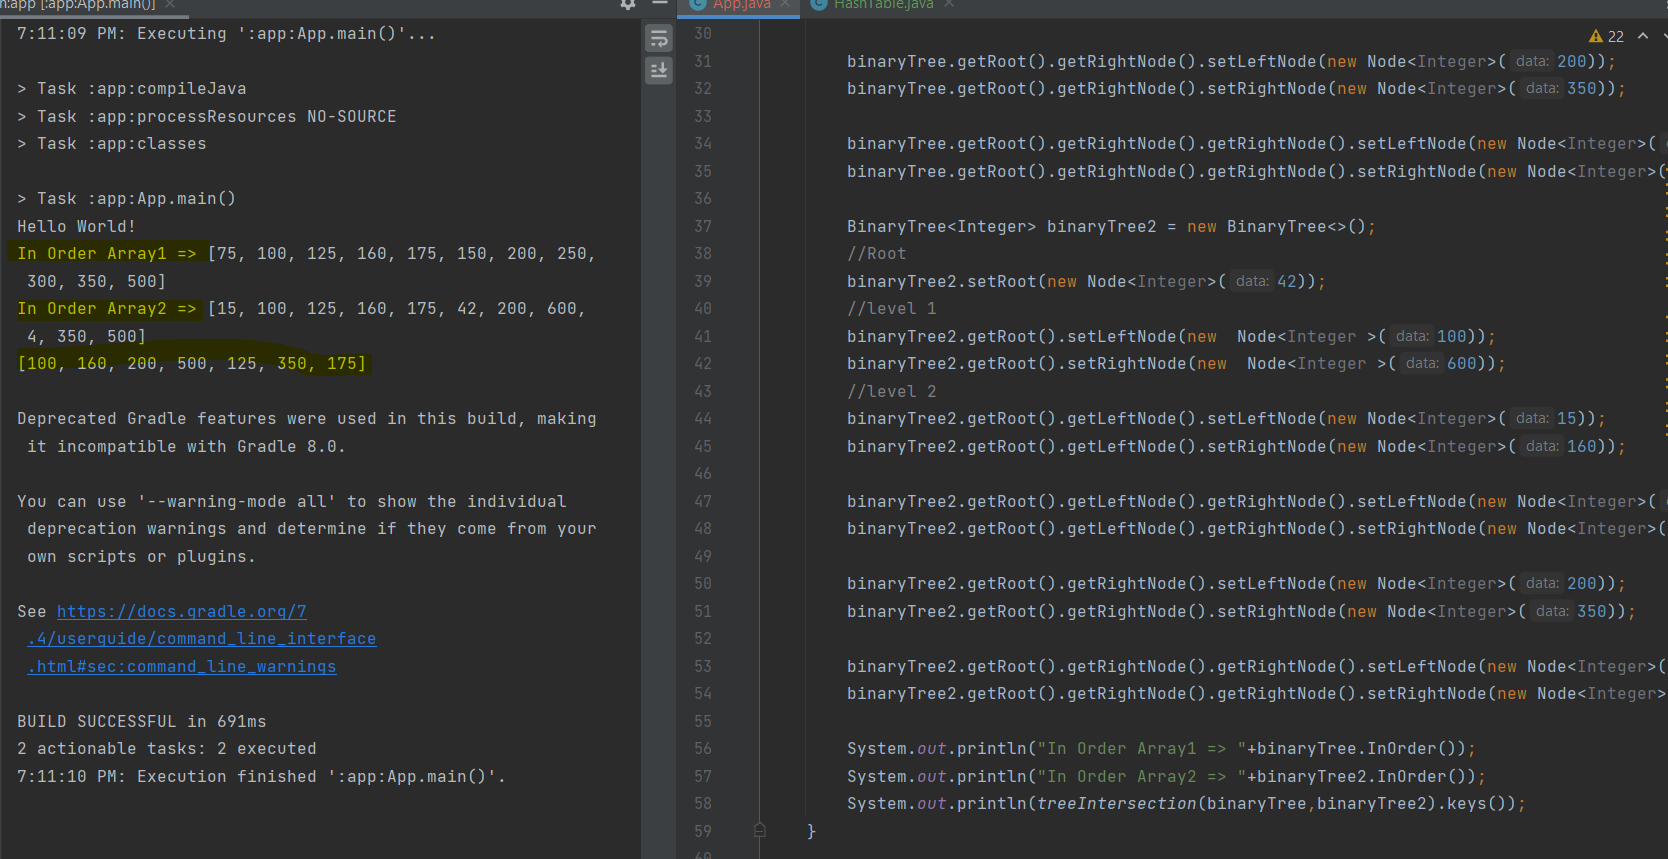 n:app [:app:App.main()] ×
7:11:09 PM: Executing ':app:App.main()'...
> Task :app:compileJava
> Task :app:processResources NO-SOURCE
> Task :app:classes
> Task :app:App.main()
Hello World!
In Order Array1 => [75, 100, 125, 160, 175, 150, 200, 250,
300, 350, 500]
In Order Array2 => [15, 100, 125, 160, 175, 42, 200, 600,
4, 350, 500]
[100, 160, 200, 500, 125, 350, 175]
Deprecated Gradle features were used in this build, making
it incompatible with Gradle 8.0.
You can use '--warning-mode all' to show the individual
deprecation warnings and determine if they come from your
own scripts or plugins.
See https://docs.gradle.org/7
.4/userguide/command_line_interface
.html#sec:command_line_warnings
BUILD SUCCESSFUL in 691ms
2 actionable tasks: 2 executed
7:11:10 PM: Execution finished ':app:App.main()'.
App.java × HashTable.java ×
22
30
31 binaryTree.getRoot().getRightNode().setLeftNode(new Node<Integer>( data: 200));
32 binaryTree.getRoot().getRightNode().setRightNode(new Node<Integer>( data: 350));
33
34 binaryTree.getRoot().getRightNode().getRightNode().setLeftNode(new Node<Integer>(
35 binaryTree.getRoot().getRightNode().getRightNode().setRightNode(new Node<Integer>(
36
37 BinaryTree<Integer> binaryTree2 = new BinaryTree<>();
38 //Root
39 binaryTree2.setRoot(new Node<Integer>( data: 42));
40 //level 1
41 binaryTree2.getRoot().setLeftNode(new  Node<Integer >( data: 100));
42 binaryTree2.getRoot().setRightNode(new  Node<Integer >( data: 600));
43 //level 2
44 binaryTree2.getRoot().getLeftNode().setLeftNode(new Node<Integer>( data: 15));
45 binaryTree2.getRoot().getLeftNode().setRightNode(new Node<Integer>( data: 160));
46
47 binaryTree2.getRoot().getLeftNode().getRightNode().setLeftNode(new Node<Integer>(
48 binaryTree2.getRoot().getLeftNode().getRightNode().setRightNode(new Node<Integer>(
49
50 binaryTree2.getRoot().getRightNode().setLeftNode(new Node<Integer>( data: 200));
51 binaryTree2.getRoot().getRightNode().setRightNode(new Node<Integer>( data: 350));
52
53 binaryTree2.getRoot().getRightNode().getRightNode().setLeftNode(new Node<Integer>(
54 binaryTree2.getRoot().getRightNode().getRightNode().setRightNode(new Node<Integer>
55
56 System.out.println("In Order Array1 => "+binaryTree.InOrder());
57 System.out.println("In Order Array2 => "+binaryTree2.InOrder());
58 System.out.println(treeIntersection(binaryTree,binaryTree2).keys());
59 }
60